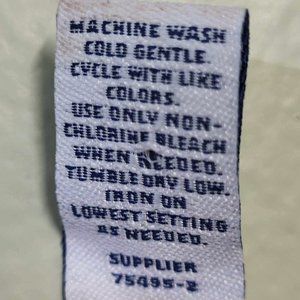 MACHINE WASH
COLD GENTLE.
CYCLE WITH LIKE
COLORS.
USE ONLY NON-
CHLORINE BLEACH
WHEN NEEDED.
TUMBLE DRY LOW.
IRON ON
LOWEST SETTING
AS NEEDED.
SUPPLIER
75495-2